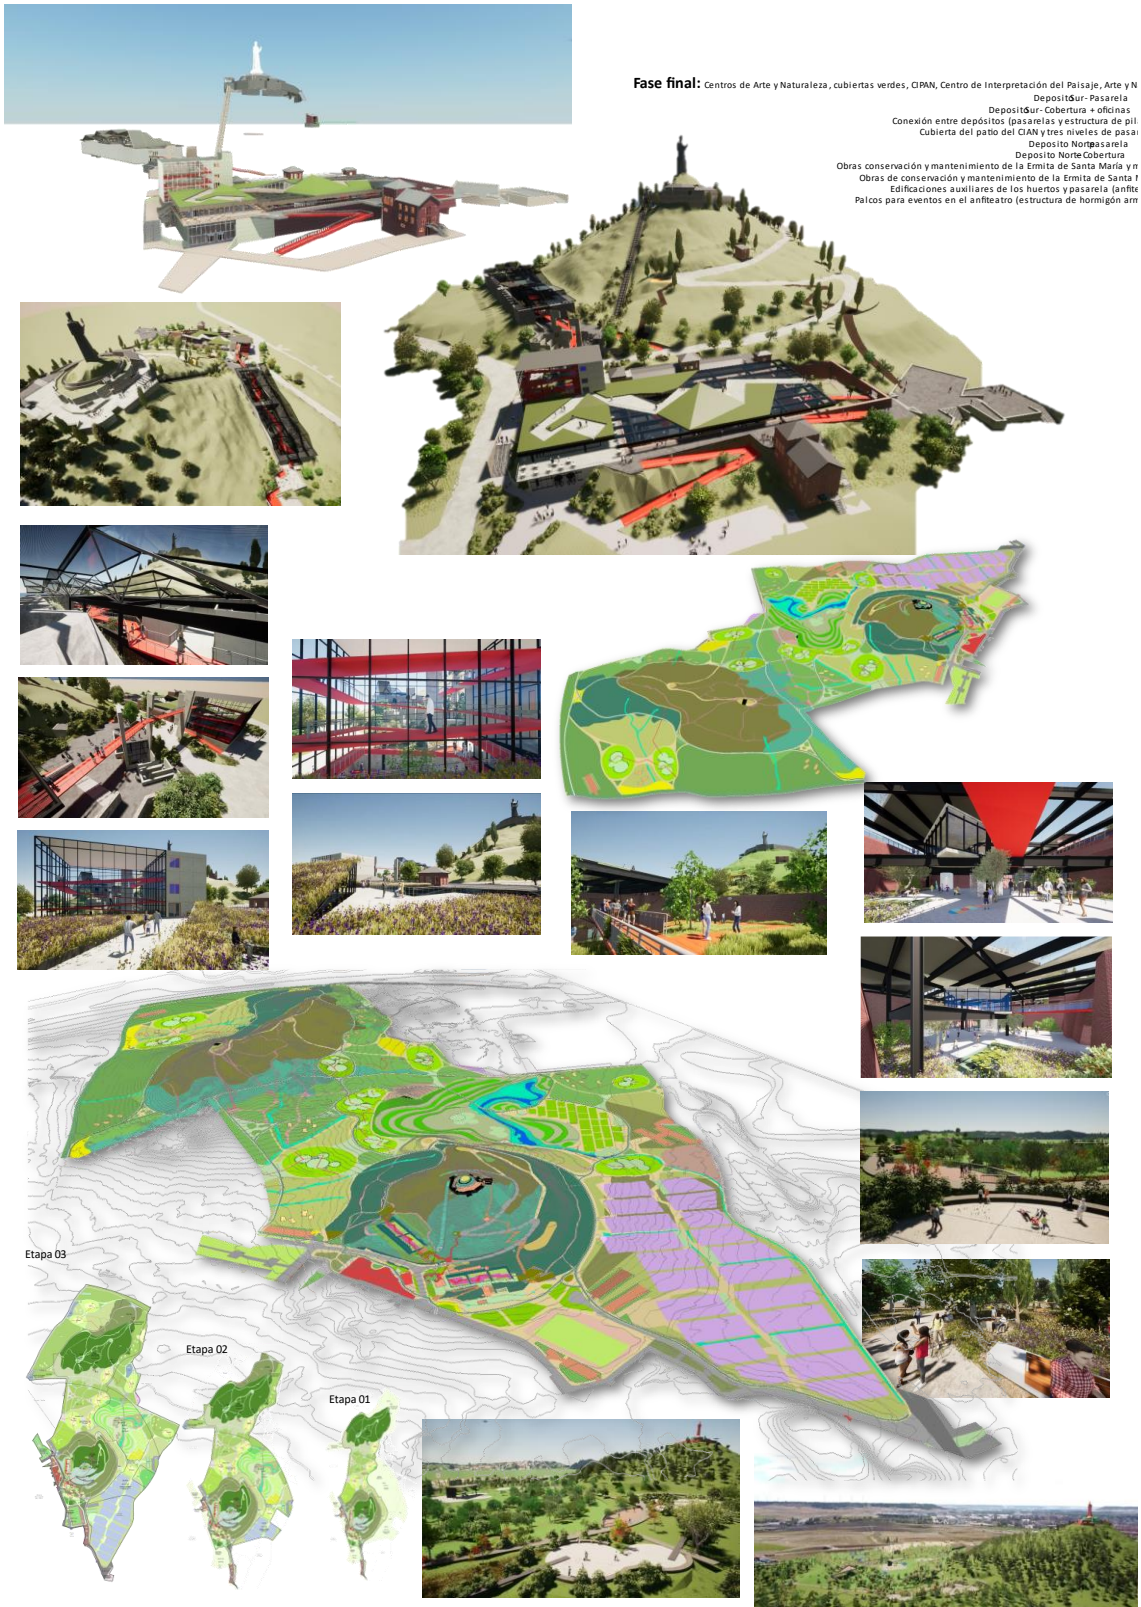 Fase final: Centros de Arte y Naturaleza, cubiertas verdes, CIPAN, Centro de Interpretación del Paisaje, Arte y N
Deposito Sur- Pasarela
Deposito Sur- Cobertura + oficinas
Conexión entre depósitos (pasarelas y estructura de pil
Cubierta del patio del CIAN y tres niveles de pasar
Deposito Norte pasarela
Deposito Norte Cobertura
Obras conservación y mantenimiento de la Ermita de Santa María y m
Obras de conservación y mantenimiento de la Ermita de Santa M
Edificaciones auxiliares de los huertos y pasarela (anfite
Palcos para eventos en el anfiteatro (estructura de hormigón arm
Etapa 03
Etapa 02
Etapa 01